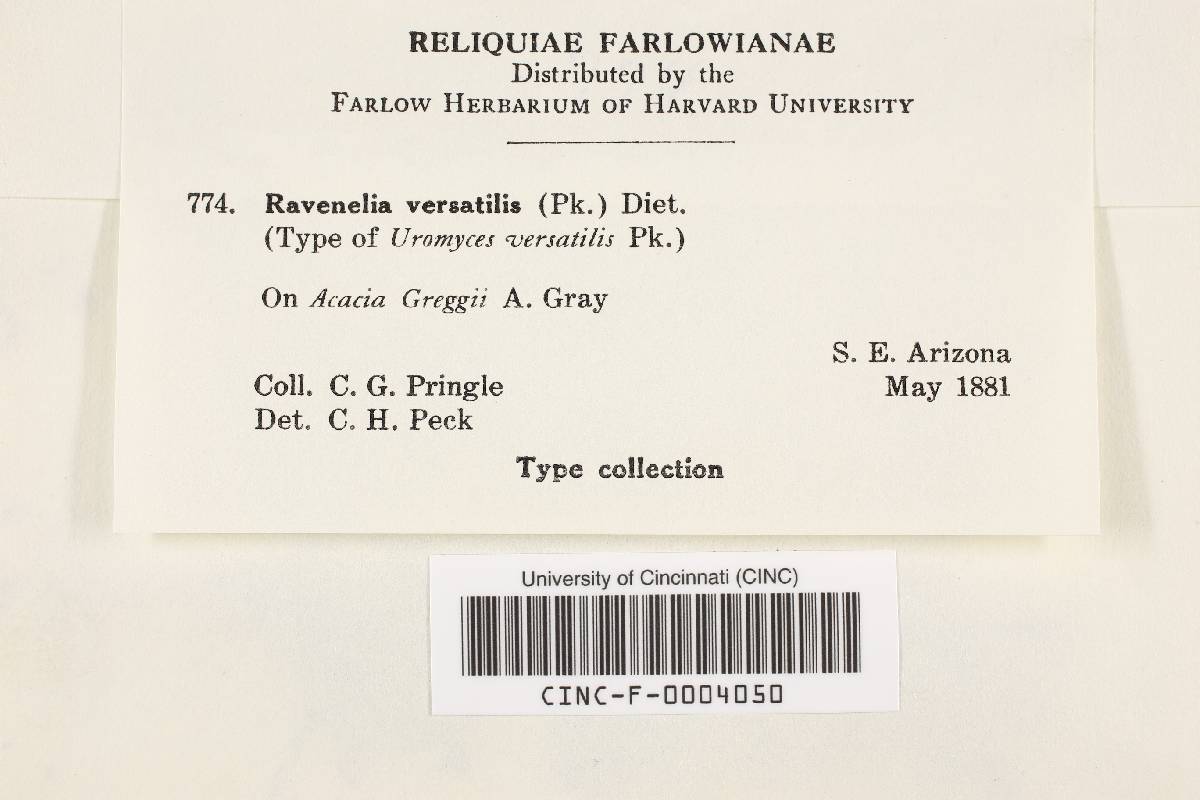 RELIQUIAE FARLOWIANAE
Distributed by the
FARLOW HERBARIUM OF HARVARD UNIVERSITY
774. Ravenelia versatilis (Pk.) Diet.
(Type of Uromyces versatilis Pk.)
On Acacia Greggii A. Gray
S. E. Arizona
Coll. C. G. Pringle May 1881
Det. C. H. Peck
Type collection
University of Cincinnati (CINC)
CINC-F-0004050